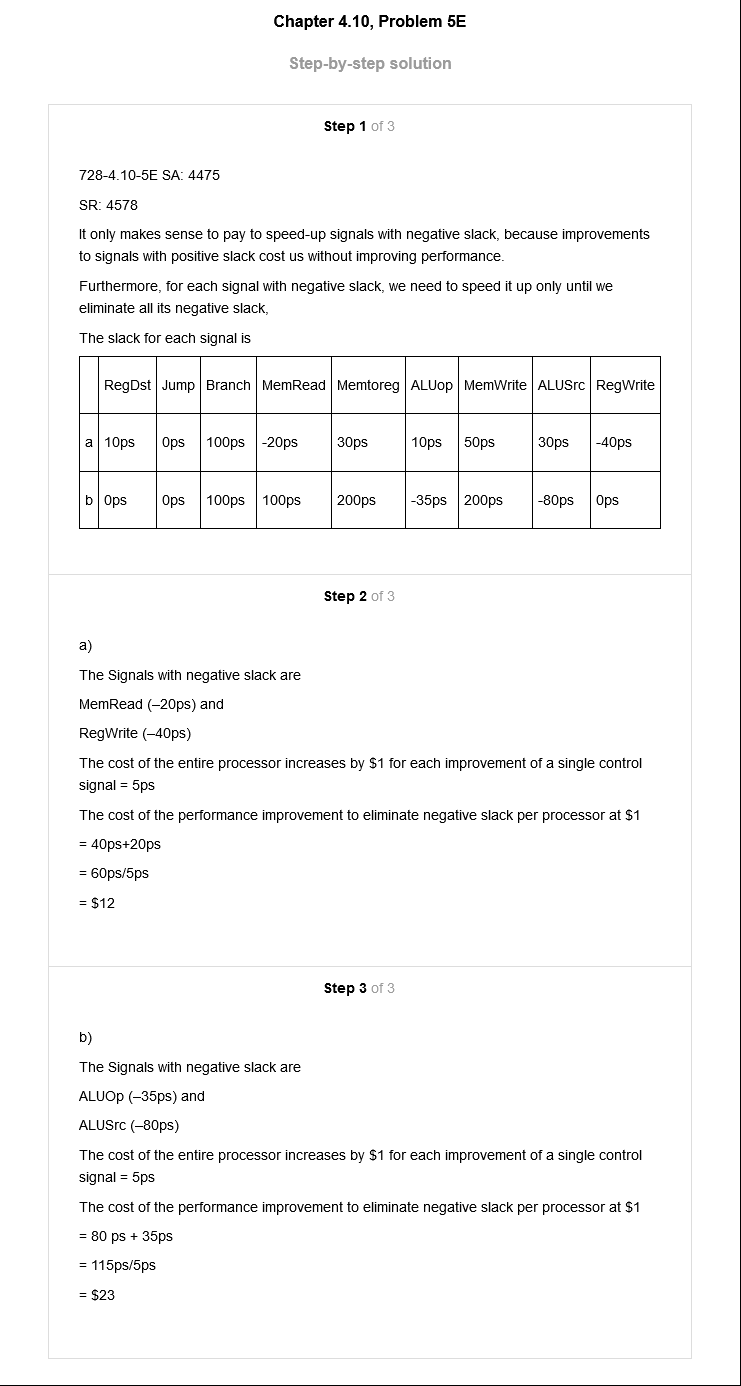 Chapter 4.10, Problem 5E
Step-by-step solution
Step 1 of 3
728-4.10-5E SA: 4475
SR: 4578
It only makes sense to pay to speed-up signals with negative slack, because improvements
to signals with positive slack cost us without improving performance.
Furthermore, for each signal with negative slack, we need to speed it up only until we
eliminate all its negative slack,
The slack for each signal is
RegDst Jump Branch MemRead Memtoreg ALUop MemWrite ALUSrc RegWrite
a 10ps 0ps 100ps -20ps 30ps 10ps 50ps 30ps -40ps
b 0ps 0ps 100ps 100ps 200ps -35ps 200ps -80ps 0ps
Step 2 of 3
a)
The Signals with negative slack are
MemRead (–20ps) and
RegWrite (–40ps)
The cost of the entire processor increases by $1 for each improvement of a single control
signal = 5ps
The cost of the performance improvement to eliminate negative slack per processor at $1
= 40ps+20ps
= 60ps/5ps
= $12
Step 3 of 3
b)
The Signals with negative slack are
ALUOp (–35ps) and
ALUSrc (–80ps)
The cost of the entire processor increases by $1 for each improvement of a single control
signal = 5ps
The cost of the performance improvement to eliminate negative slack per processor at $1
= 80 ps + 35ps
= 115ps/5ps
= $23